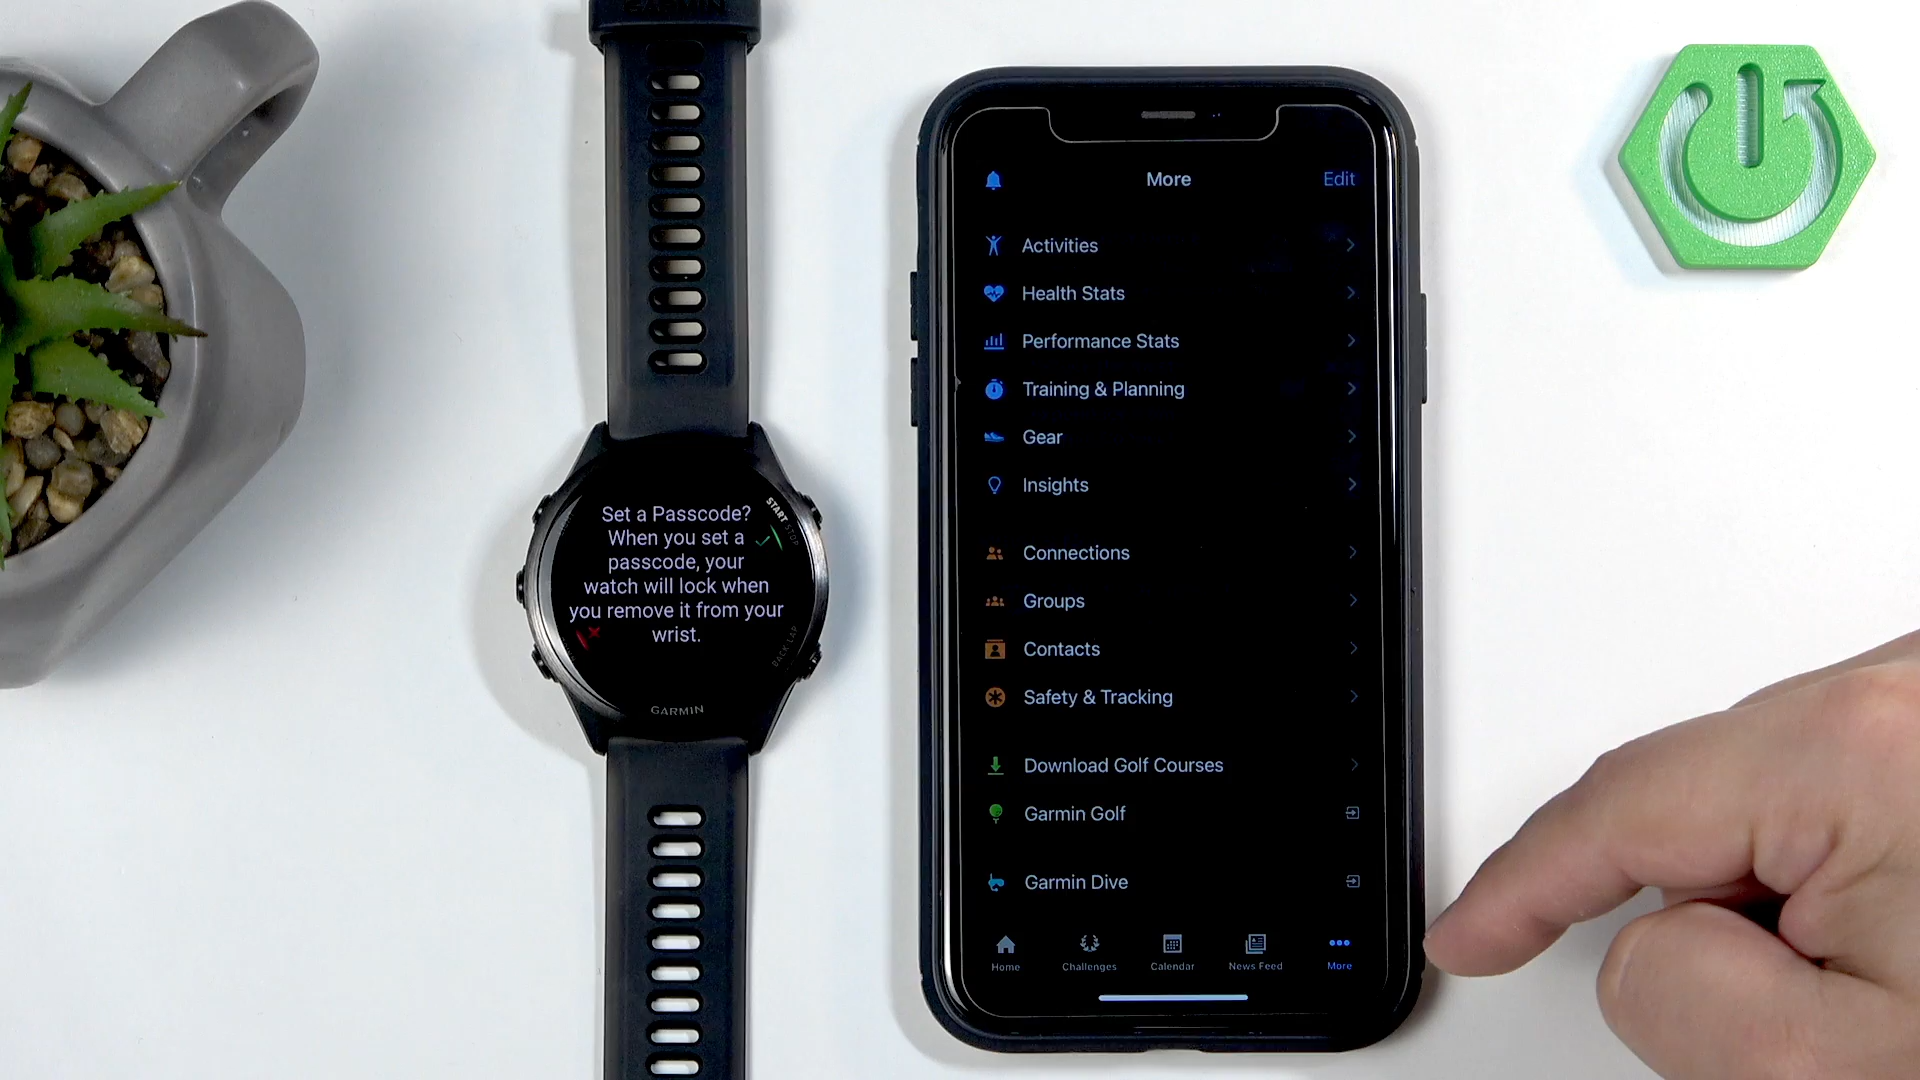 GARMIN
Set a Passcode?
When you set a
passcode, your
watch will lock when
you remove it from your
wrist.
START STOP
BACK LAP
GARMIN
More
Edit
Activities
Health Stats
Performance Stats
Training & Planning
Gear
Insights
Connections
Groups
Contacts
Safety & Tracking
Download Golf Courses
Garmin Golf
Garmin Dive
Home
Challenges
Calendar
News Feed
More